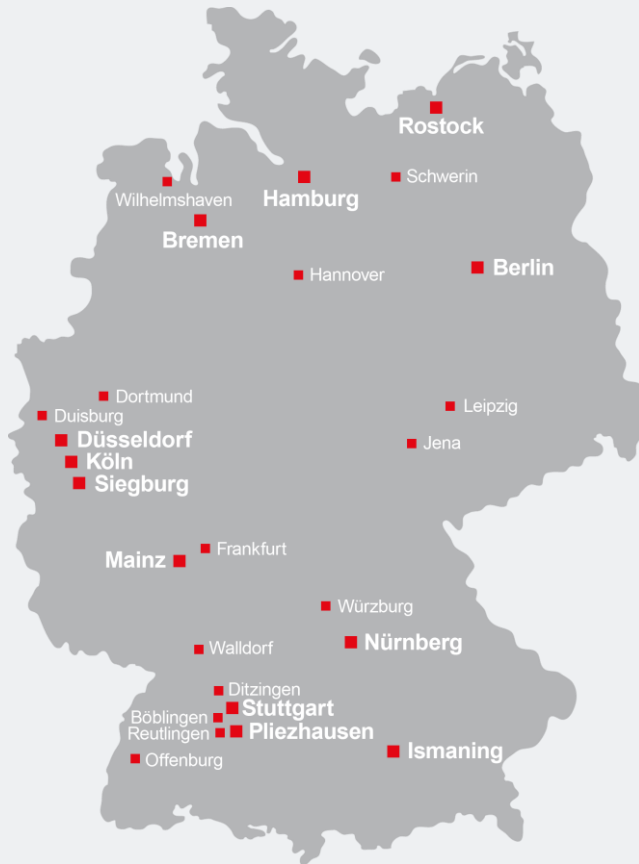 Rostock
Schwerin
Hamburg
Wilhelmshaven
Bremen
Berlin
Hannover
Dortmund
Leipzig
Duisburg
Düsseldorf
Jena
Köln
Siegburg
Frankfurt
Mainz
Würzburg
Nürnberg
Walldorf
Ditzingen
Stuttgart
Böblingen
Pliezhausen
Reutlingen
Ismaning
Offenburg